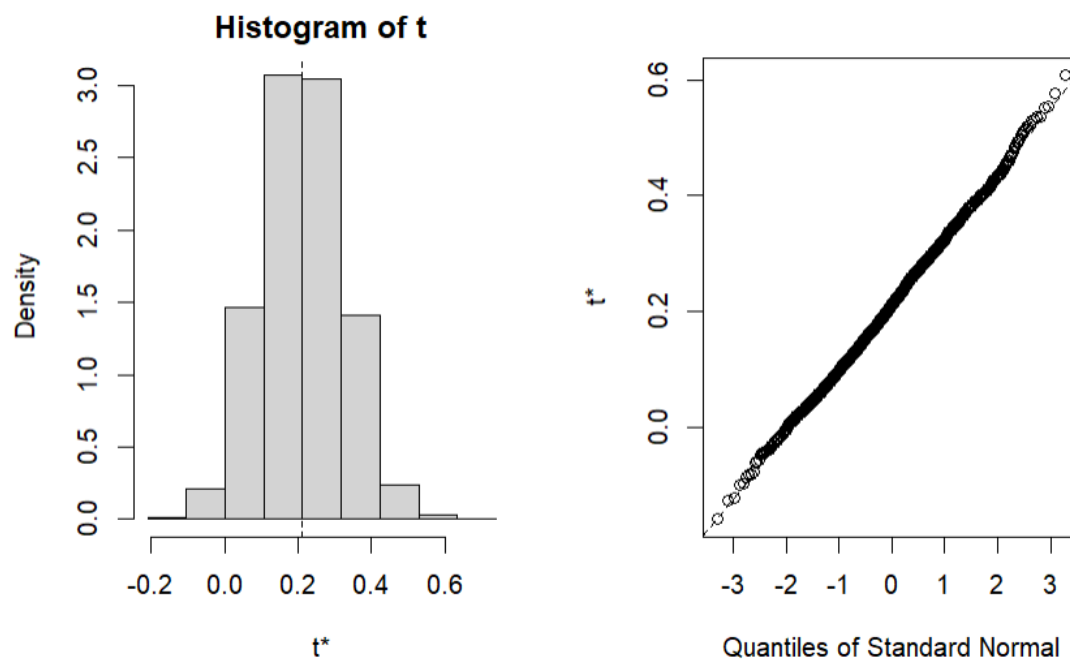 Histogram of t
Density
0.0 0.5 1.0 1.5 2.0 2.5 3.0
-0.2 0.0 0.2 0.4 0.6
t*
t*
0.0 0.2 0.4 0.6
-3 -2 -1 0 1 2 3
Quantiles of Standard Normal